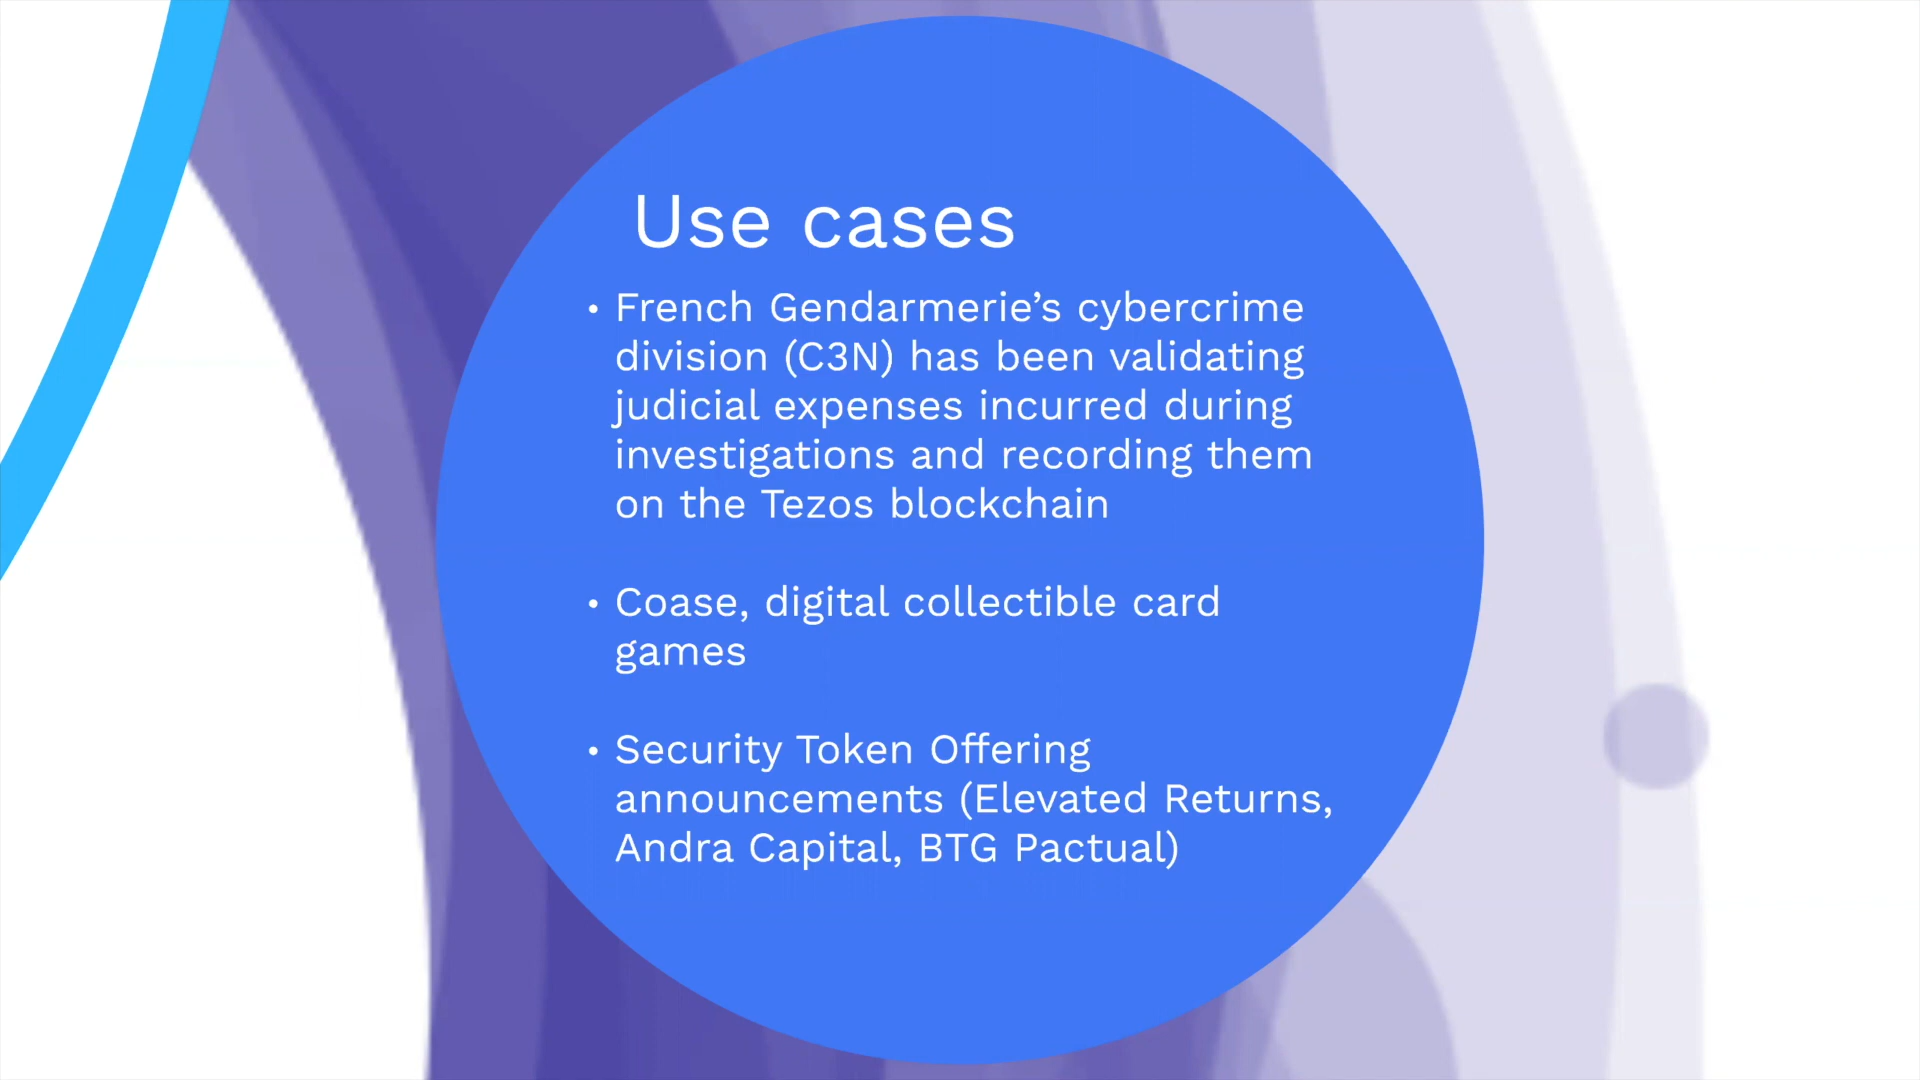 Use cases
• French Gendarmerie’s cybercrime
division (C3N) has been validating
judicial expenses incurred during
investigations and recording them
on the Tezos blockchain
• Coase, digital collectible card
games
• Security Token Offering
announcements (Elevated Returns,
Andra Capital, BTG Pactual)